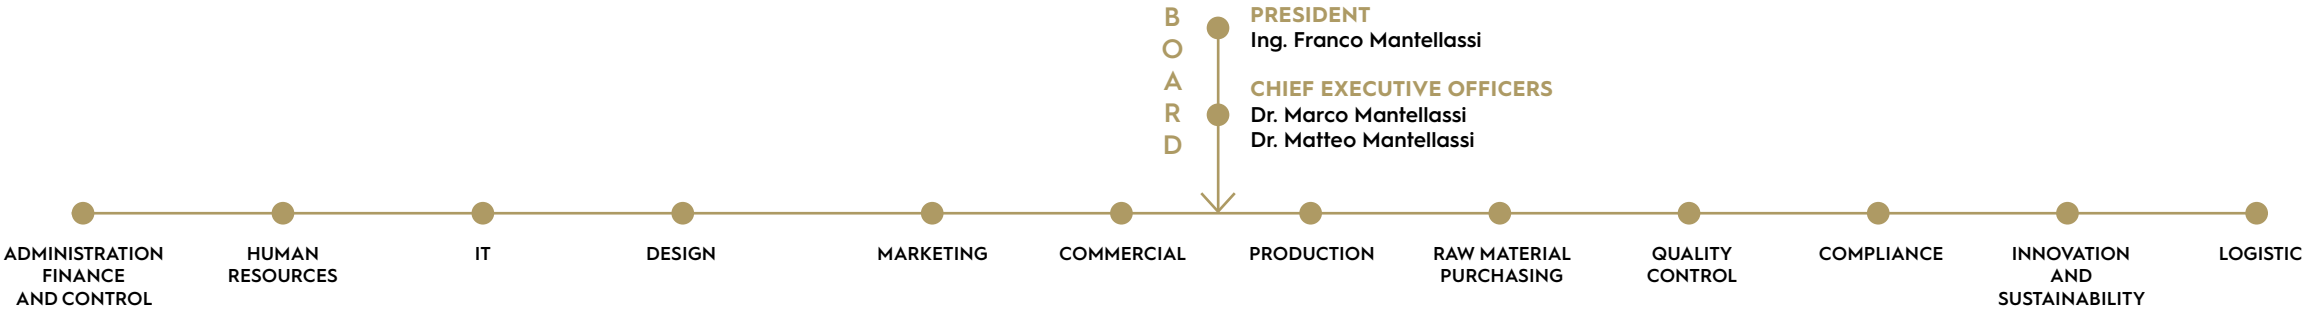 BOARD
PRESIDENT
Ing. Franco Mantellassi
CHIEF EXECUTIVE OFFICERS
Dr. Marco Mantellassi
Dr. Matteo Mantellassi
ADMINISTRATION
FINANCE
AND CONTROL
HUMAN
RESOURCES
IT
DESIGN
MARKETING
COMMERCIAL
PRODUCTION
RAW MATERIAL
PURCHASING
QUALITY
CONTROL
COMPLIANCE
INNOVATION
AND
SUSTAINABILITY
LOGISTIC